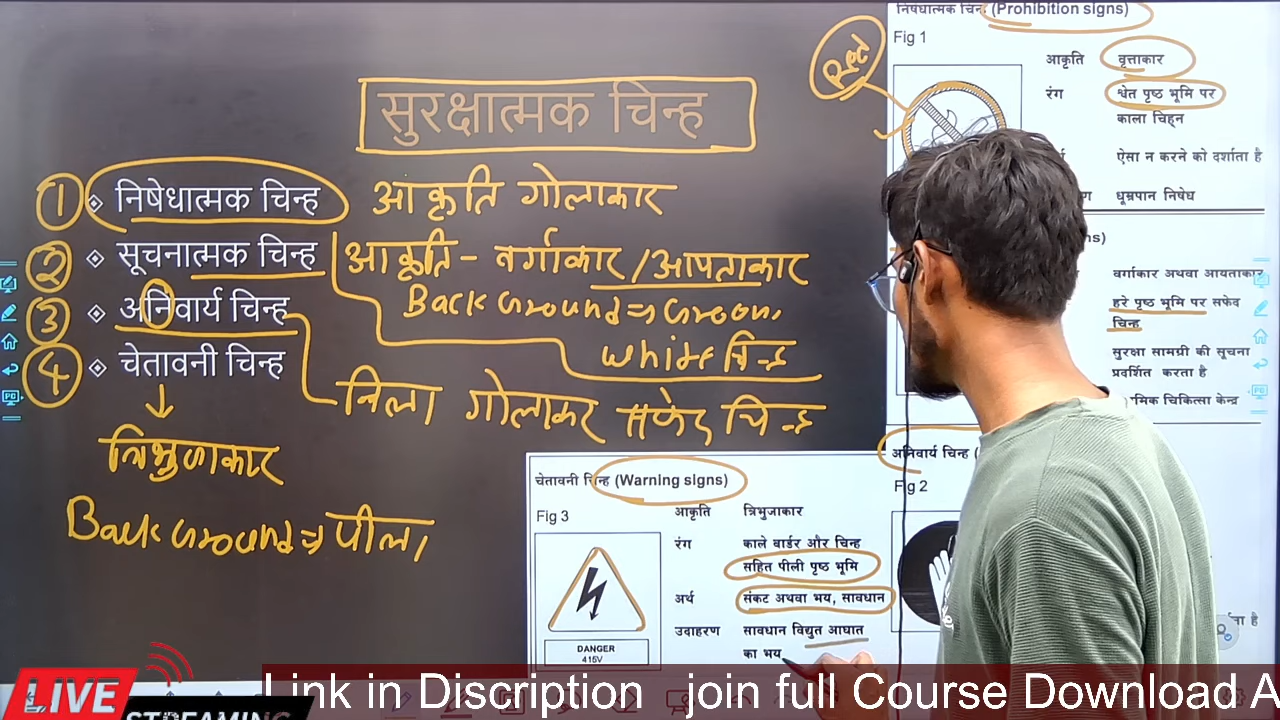 सुरक्षात्मक चिन्ह
1 निषेधात्मक चिन्ह आकृति गोलाकार
2 सूचनात्मक चिन्ह आकृति - वर्गाकार / आयताकार
Back Ground ⇒ Green,
White चिन्ह
3 अनिवार्य चिन्ह
4 चेतावनी चिन्ह
निला गोलाकर सफेद चिन्ह
त्रिभुजाकार
Back Ground ⇒ पीला
Red
निषेधात्मक चिन्ह (Prohibition signs)
Fig 1
आकृति वृत्ताकार
रंग श्वेत पृष्ठ भूमि पर
काला चिह्न
ऐसा न करने को दर्शाता है
धूम्रपान निषेध
वर्गाकार अथवा आयताकार
हरे पृष्ठ भूमि पर सफेद
चिन्ह
सुरक्षा सामग्री की सूचना
प्रदर्शित करता है
चिकित्सा केन्द्र
अनिवार्य चिन्ह (
Fig 2
चेतावनी चिन्ह (Warning signs)
Fig 3
आकृति त्रिभुजाकार
रंग काले वार्डर और चिन्ह
सहित पीली पृष्ठ भूमि
अर्थ संकट अथवा भय, सावधान
उदाहरण सावधान विद्युत आघात
का भय
DANGER
415V
LIVE
STREAMING
Link in Discription join full Course Download A